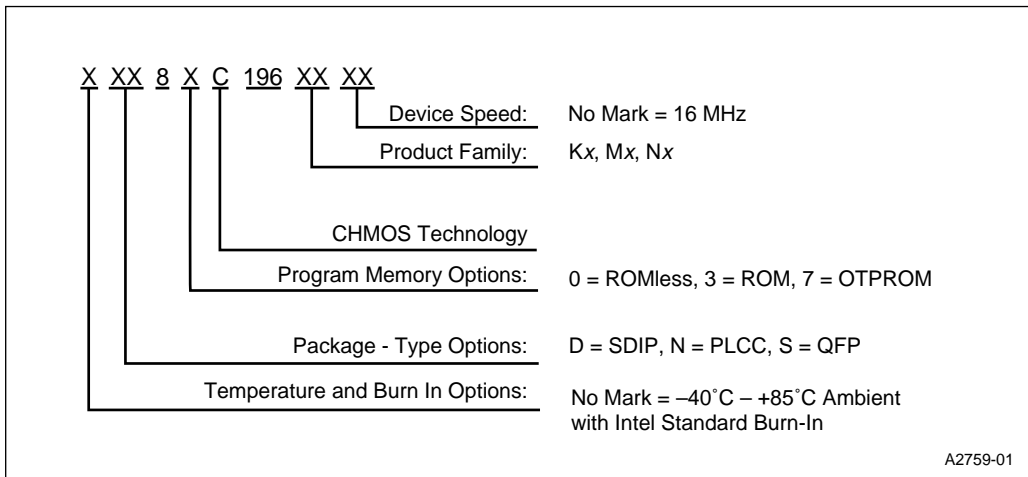 X XX 8 X C 196 XX XX
Device Speed: No Mark = 16 MHz
Product Family: Kx, Mx, Nx
CHMOS Technology
Program Memory Options: 0 = ROMless, 3 = ROM, 7 = OTPROM
Package - Type Options: D = SDIP, N = PLCC, S = QFP
Temperature and Burn In Options: No Mark = –40˚C – +85˚C Ambient
with Intel Standard Burn-In
A2759-01